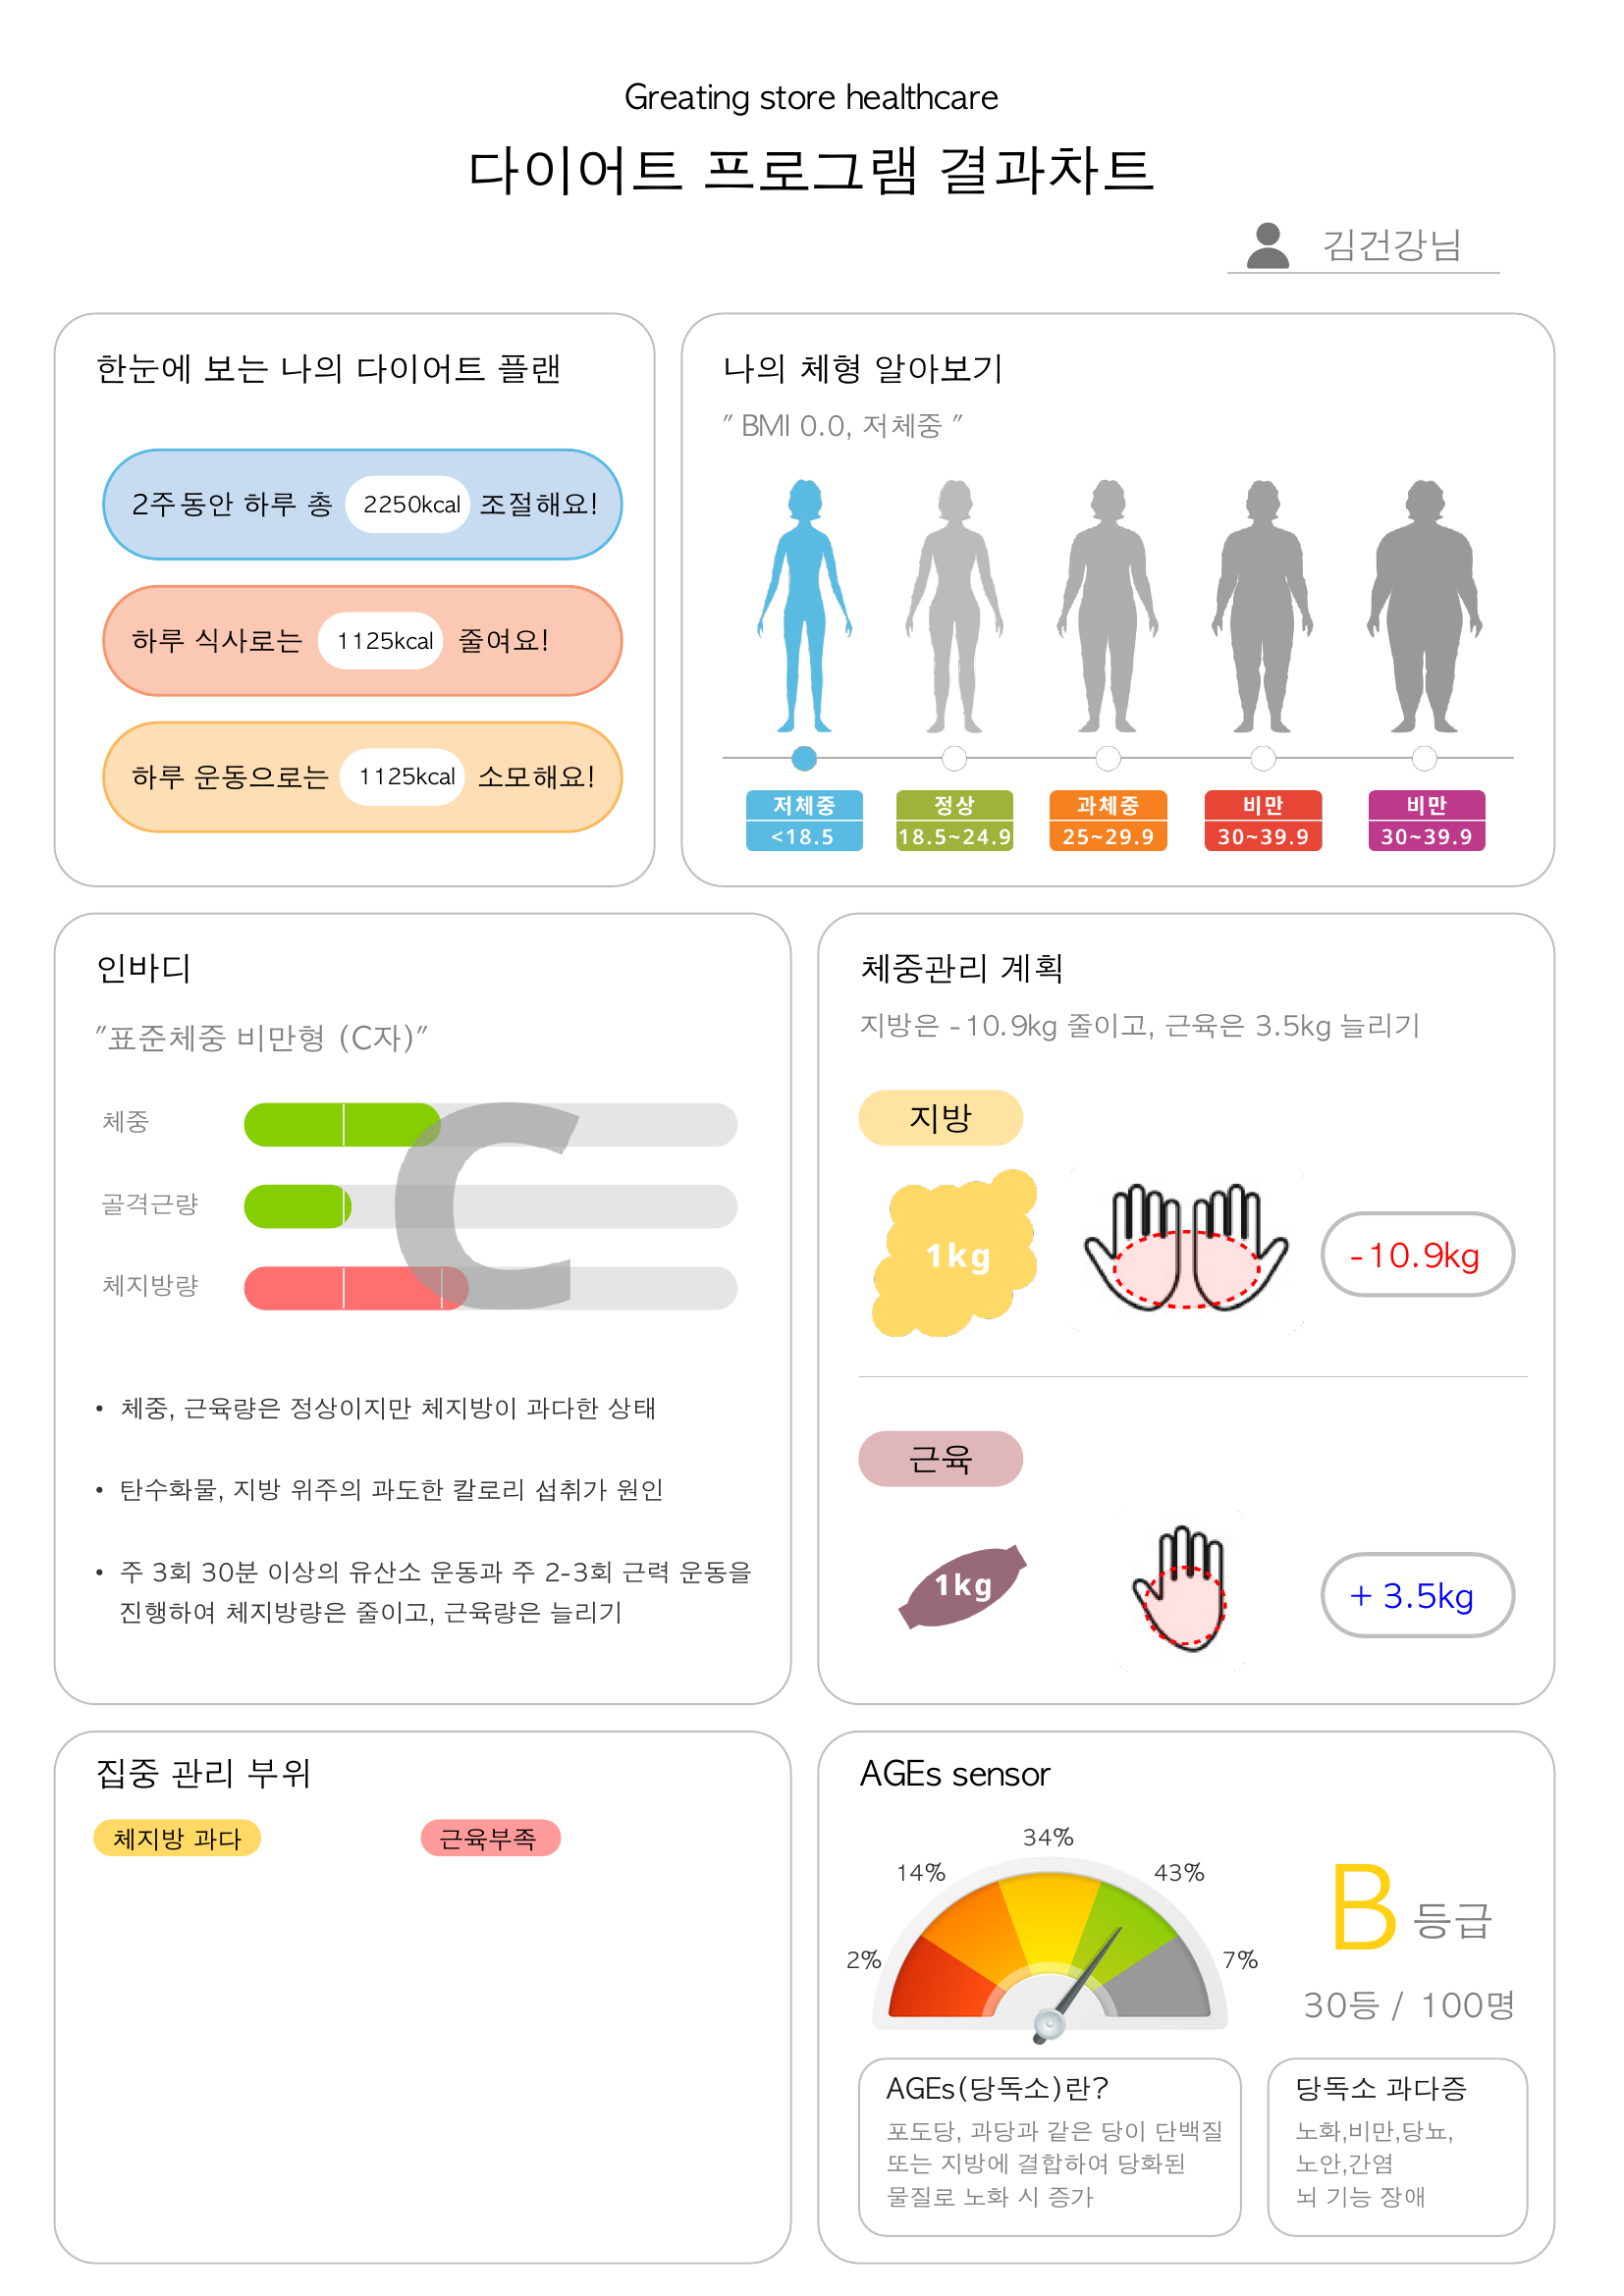 Greating store healthcare
다이어트 프로그램 결과차트
김건강님
한눈에 보는 나의 다이어트 플랜
2주동안 하루 총 2250kcal 조절해요!
하루 식사로는 1125kcal 줄여요!
하루 운동으로는 1125kcal 소모해요!
나의 체형 알아보기
" BMI 0.0, 저체중 "
저체중 정상 과체중 비만 비만
<18.5 18.5~24.9 25~29.9 30~39.9 30~39.9
인바디
"표준체중 비만형 (C자)"
체중
골격근량
체지방량
C
• 체중, 근육량은 정상이지만 체지방이 과다한 상태
• 탄수화물, 지방 위주의 과도한 칼로리 섭취가 원인
• 주 3회 30분 이상의 유산소 운동과 주 2-3회 근력 운동을
진행하여 체지방량은 줄이고, 근육량은 늘리기
체중관리 계획
지방은 -10.9kg 줄이고, 근육은 3.5kg 늘리기
지방
1kg
-10.9kg
근육
1kg
+ 3.5kg
집중 관리 부위
체지방 과다 근육부족
AGEs sensor
34%
14% 43%
2% 7%
B 등급
30등 / 100명
AGEs(당독소)란?
포도당, 과당과 같은 당이 단백질
또는 지방에 결합하여 당화된
물질로 노화 시 증가
당독소 과다증
노화,비만,당뇨,
노안,간염
뇌 기능 장애